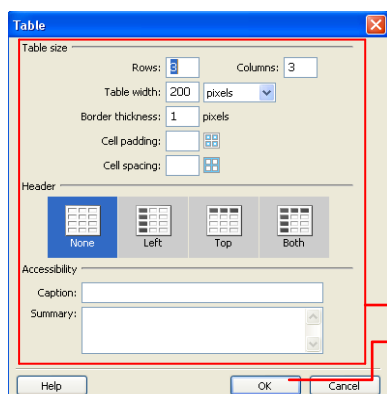 Table
Table size
Rows: 3 Columns: 3
Table width: 200 pixels
Border thickness: 1 pixels
Cell padding:
Cell spacing:
Header
None Left Top Both
Accessibility
Caption:
Summary:
Help OK Cancel